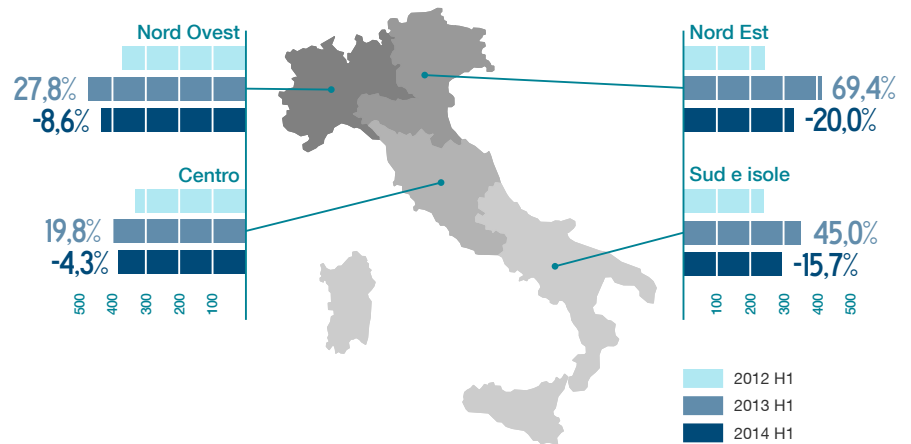 Nord Ovest
27,8%
-8,6%
Centro
19,8%
-4,3%
500 400 300 200 100
Nord Est
69,4%
-20,0%
Sud e isole
45,0%
-15,7%
100 200 300 400 500
2012 H1
2013 H1
2014 H1